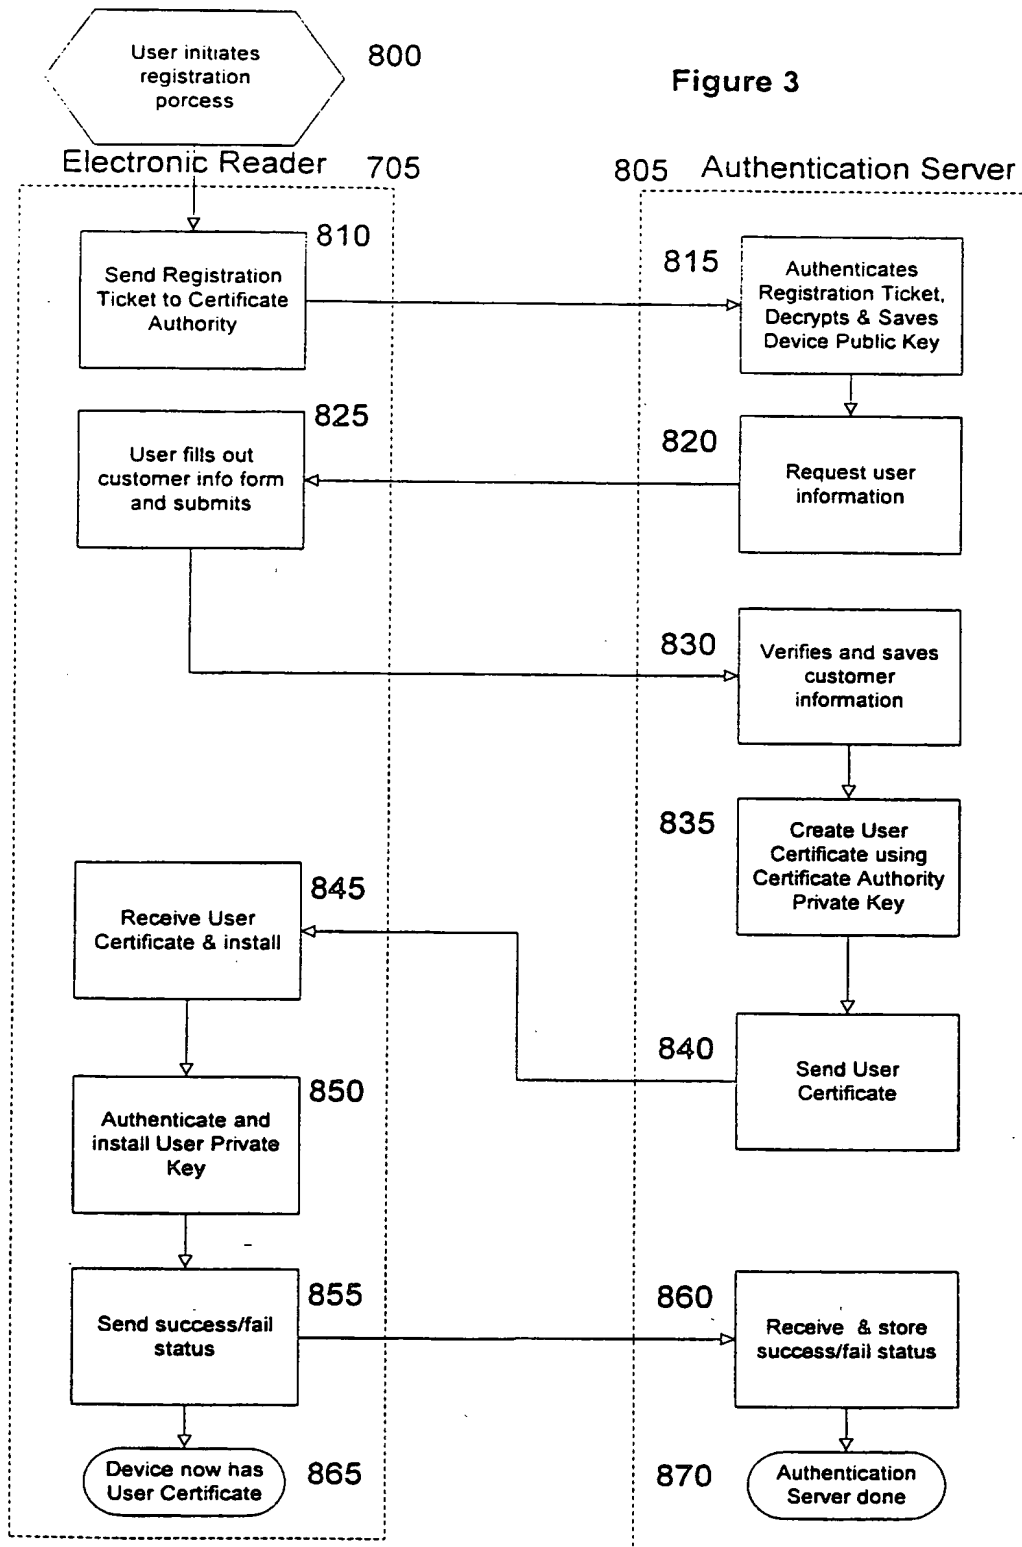 User initiates
registration
porcess
800
Figure 3
Electronic Reader
705
805
Authentication Server
810
Send Registration
Ticket to Certificate
Authority
815
Authenticates
Registration Ticket,
Decrypts & Saves
Device Public Key
825
User fills out
customer info form
and submits
820
Request user
information
830
Verifies and saves
customer
information
835
Create User
Certificate using
Certificate Authority
Private Key
845
Receive User
Certificate & install
840
Send User
Certificate
850
Authenticate and
install User Private
Key
855
Send success/fail
status
860
Receive & store
success/fail status
Device now has
User Certificate
865
870
Authentication
Server done